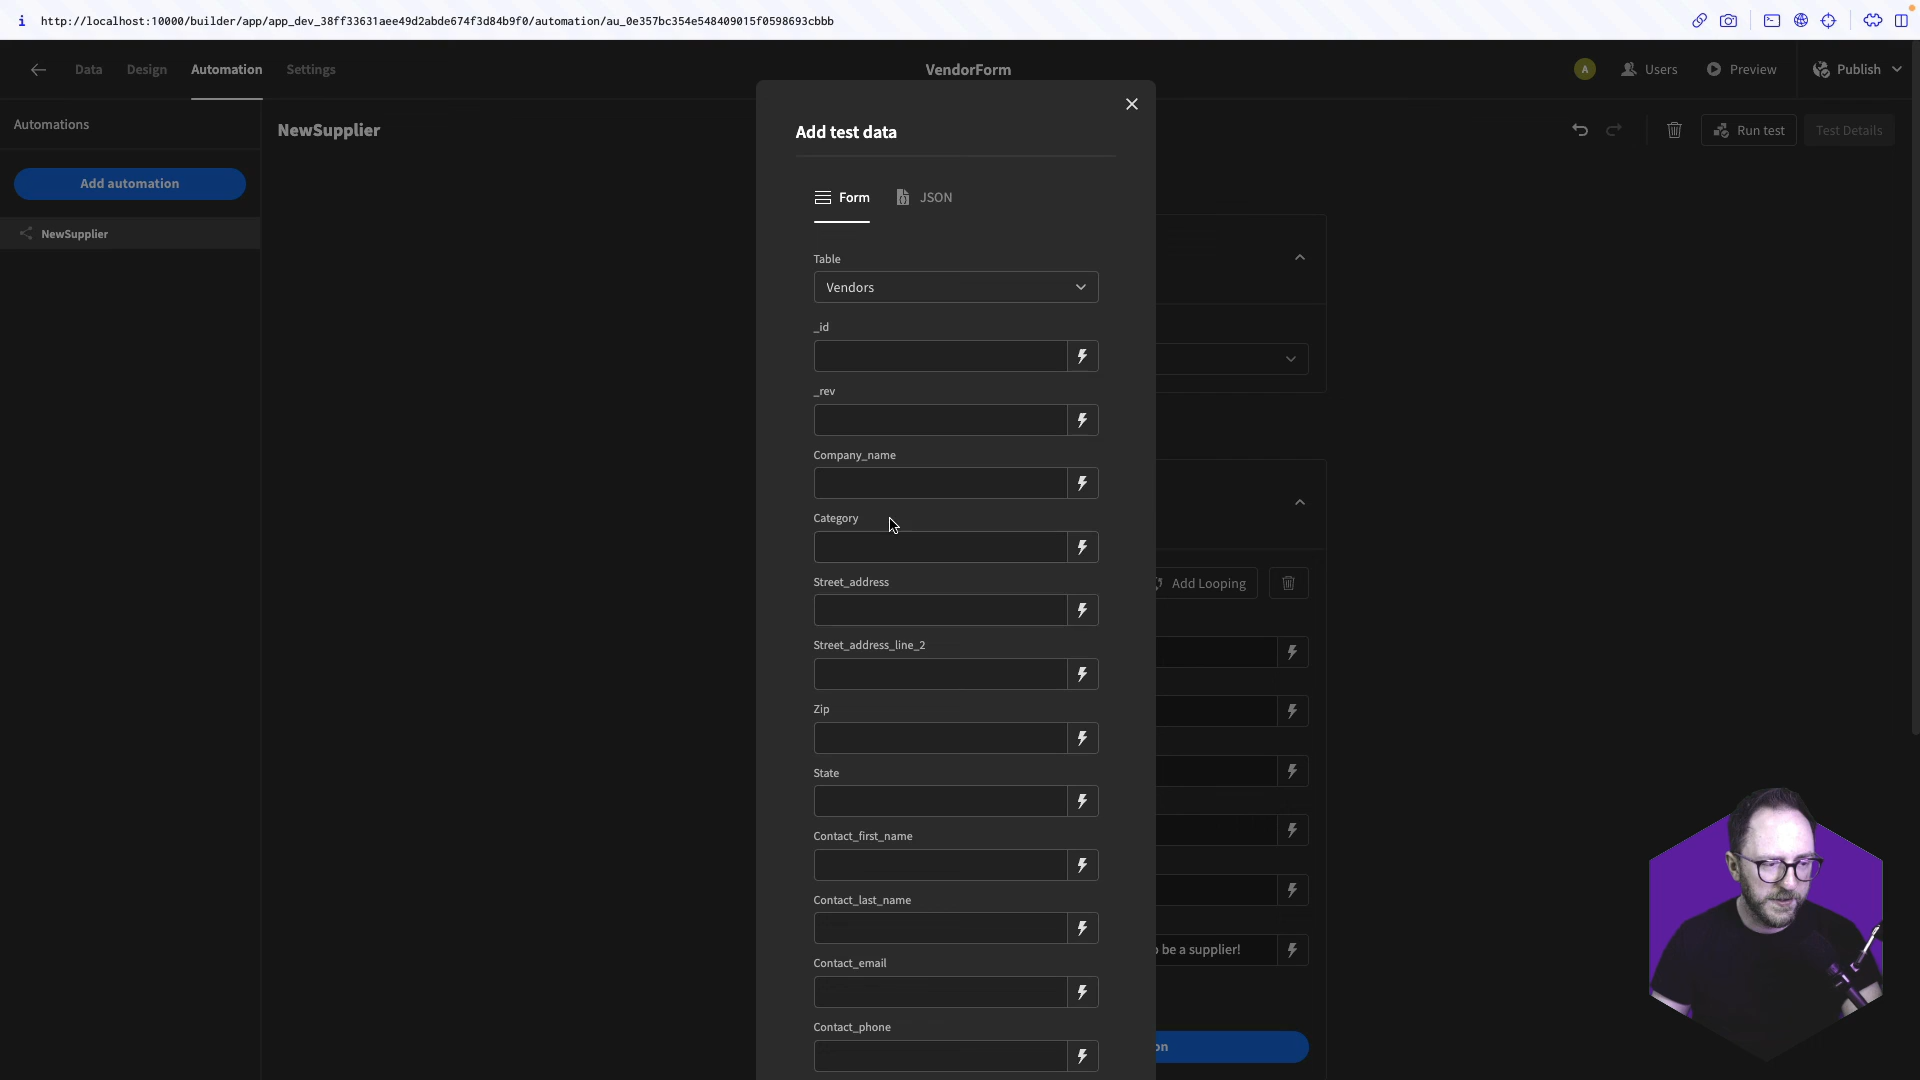 i http://localhost:10000/builder/app/app_dev_38ff33631aee49d2abde674f3d84b9f0/automation/au_0e357bc354e548409015f0598693cbbb
Data Design Automation Settings VendorForm A Users Preview Publish
Automations
NewSupplier
Run test Test Details
Add automation
NewSupplier
Add test data
Form JSON
Table
Vendors
_id
_rev
Company_name
Category
Street_address
Add Looping
Street_address_line_2
Zip
State
Contact_first_name
Contact_last_name
be a supplier!
Contact_email
Contact_phone